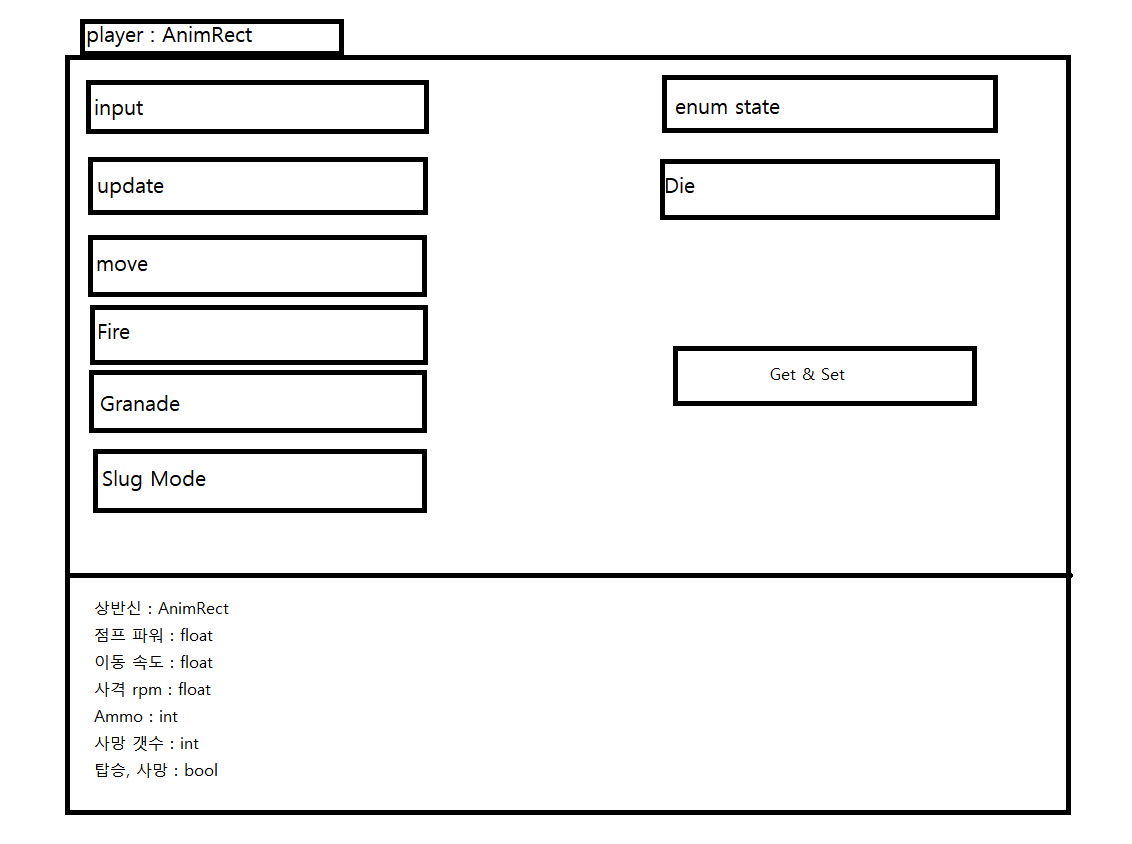 player : AnimRect
input
update
move
Fire
Granade
Slug Mode
enum state
Die
Get & Set
상반신 : AnimRect
점프 파워 : float
이동 속도 : float
사격 rpm : float
Ammo : int
사망 갯수 : int
탑승, 사망 : bool